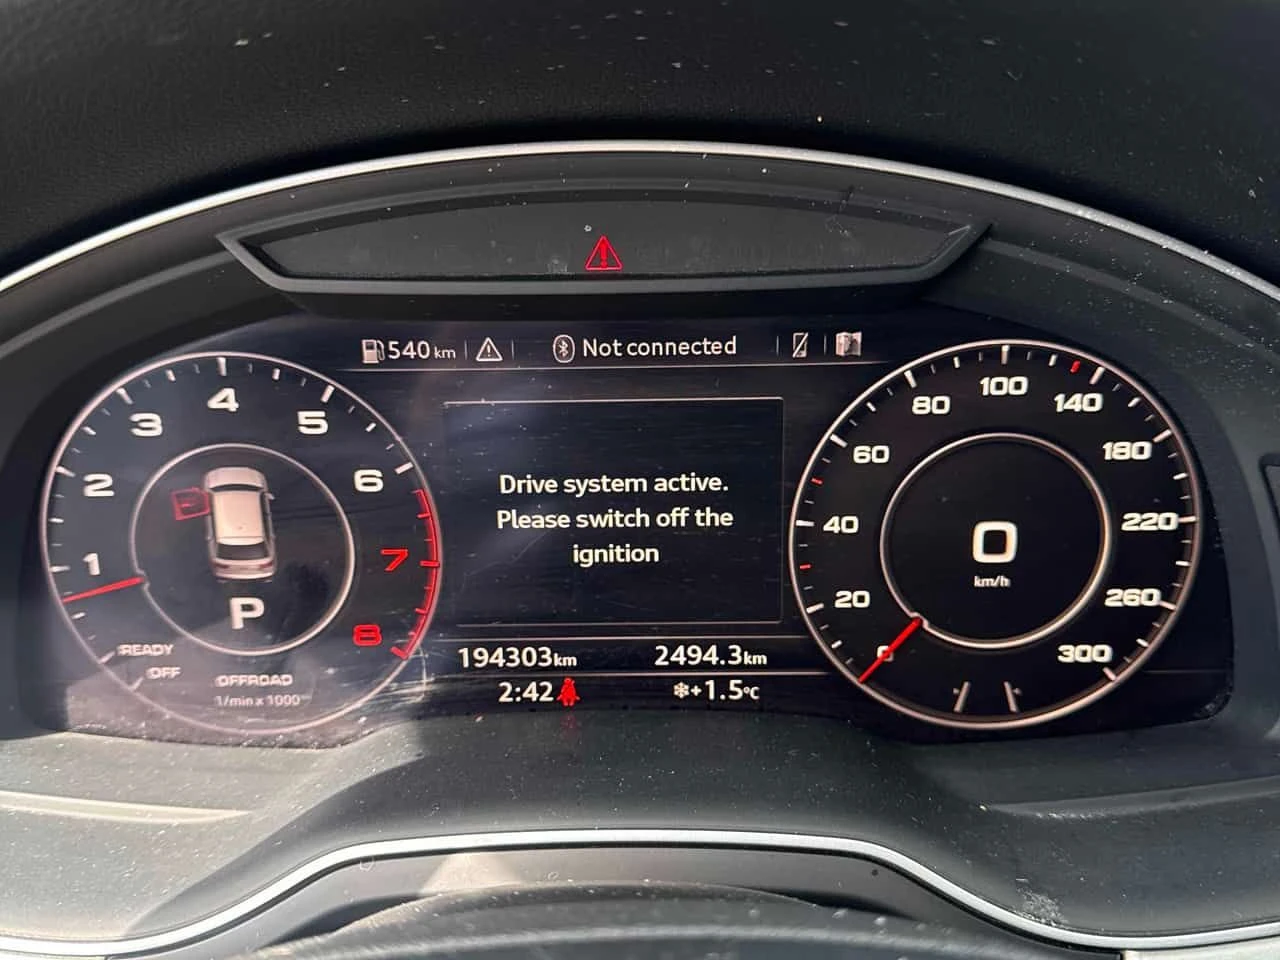 540 km
Not connected
1
2
3
4
5
6
7
8
P
READY
OFF
OFFROAD
1/min x 1000
Drive system active.
Please switch off the
ignition
194303km
2494.3km
2:42
+1.5°C
0
20
40
60
80
100
140
180
220
260
300
0
km/h